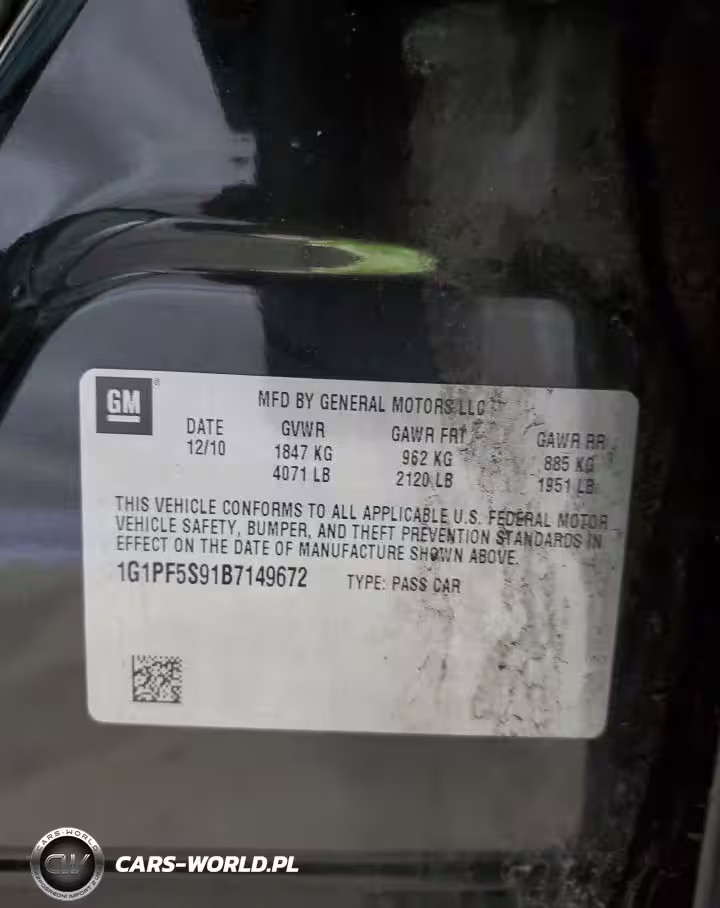 GM
MFD BY GENERAL MOTORS LLC
DATE GVWR GAWR FRT GAWR RR
12/10 1847 KG 962 KG 885 KG
4071 LB 2120 LB 1951 LB
THIS VEHICLE CONFORMS TO ALL APPLICABLE U.S. FEDERAL MOTOR
VEHICLE SAFETY, BUMPER, AND THEFT PREVENTION STANDARDS IN
EFFECT ON THE DATE OF MANUFACTURE SHOWN ABOVE.
1G1PF5S91B7149672 TYPE: PASS CAR
CARS-WORLD
CW
CARS-WORLD.PL